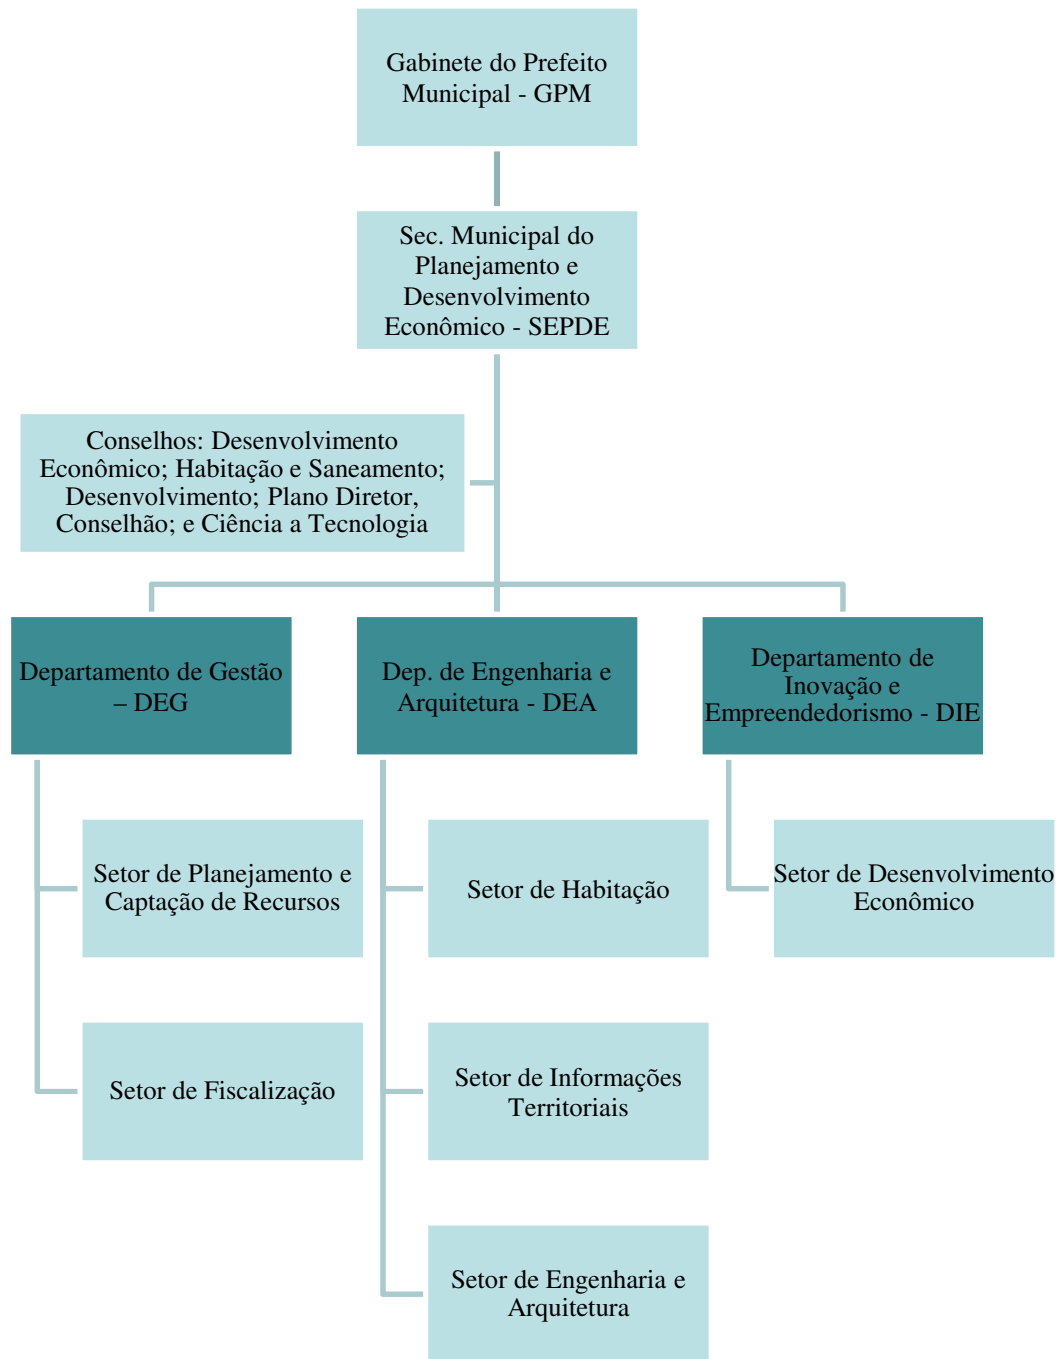 Gabinete do Prefeito
Municipal - GPM
Sec. Municipal do
Planejamento e
Desenvolvimento
Econômico - SEPDE
Conselhos: Desenvolvimento
Econômico; Habitação e Saneamento;
Desenvolvimento; Plano Diretor,
Conselhão; e Ciência a Tecnologia
Departamento de Gestão
– DEG
Dep. de Engenharia e
Arquitetura - DEA
Departamento de
Inovação e
Empreendedorismo - DIE
Setor de Planejamento e
Captação de Recursos
Setor de Fiscalização
Setor de Habitação
Setor de Informações
Territoriais
Setor de Engenharia e
Arquitetura
Setor de Desenvolvimento
Econômico